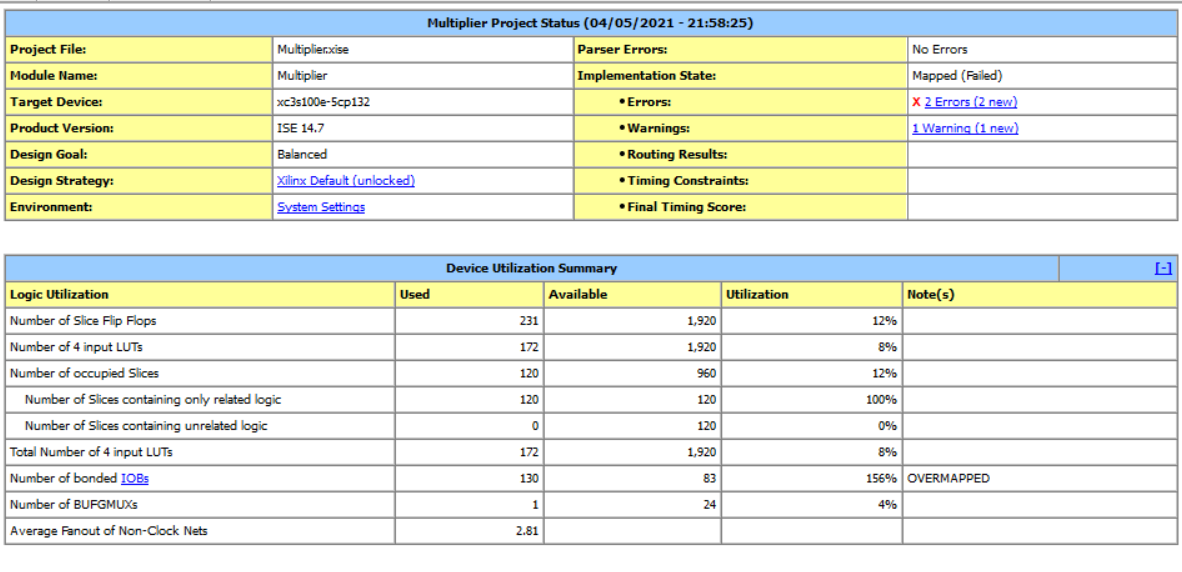 Multiplier Project Status (04/05/2021 - 21:58:25)
Project File: Multiplier.xise Parser Errors: No Errors
Module Name: Multiplier Implementation State: Mapped (Failed)
Target Device: xc3s100e-5cp132 •Errors: X 2 Errors (2 new)
Product Version: ISE 14.7 •Warnings: 1 Warning (1 new)
Design Goal: Balanced •Routing Results:
Design Strategy: Xilinx Default (unlocked) •Timing Constraints:
Environment: System Settings •Final Timing Score:
Device Utilization Summary [-]
Logic Utilization Used Available Utilization Note(s)
Number of Slice Flip Flops 231 1,920 12%
Number of 4 input LUTs 172 1,920 8%
Number of occupied Slices 120 960 12%
Number of Slices containing only related logic 120 120 100%
Number of Slices containing unrelated logic 0 120 0%
Total Number of 4 input LUTs 172 1,920 8%
Number of bonded IOBs 130 83 156% OVERMAPPED
Number of BUFGMUXs 1 24 4%
Average Fanout of Non-Clock Nets 2.81